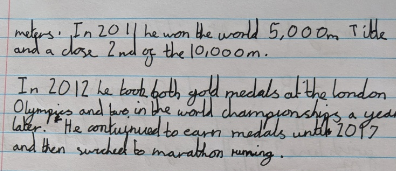 meters. In 2011 he won the world 5,000m Title
and a close 2nd of the 10,000m.
In 2012 he took both gold medals at the london
Olympics and two in the world championships a year
later. He contuynued to earn medals until 2017
and then swiched to marathon running.